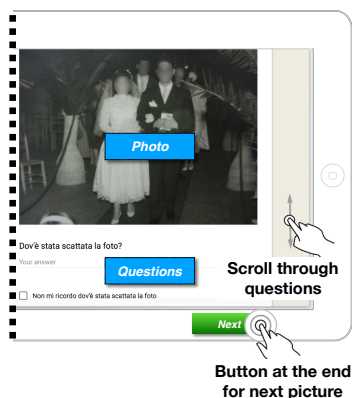 Photo
Dov'è stata scattata la foto?
Your answer
Questions
Non mi ricordo dov'è stata scattata la foto
Scroll through
questions
Next
Button at the end
for next picture